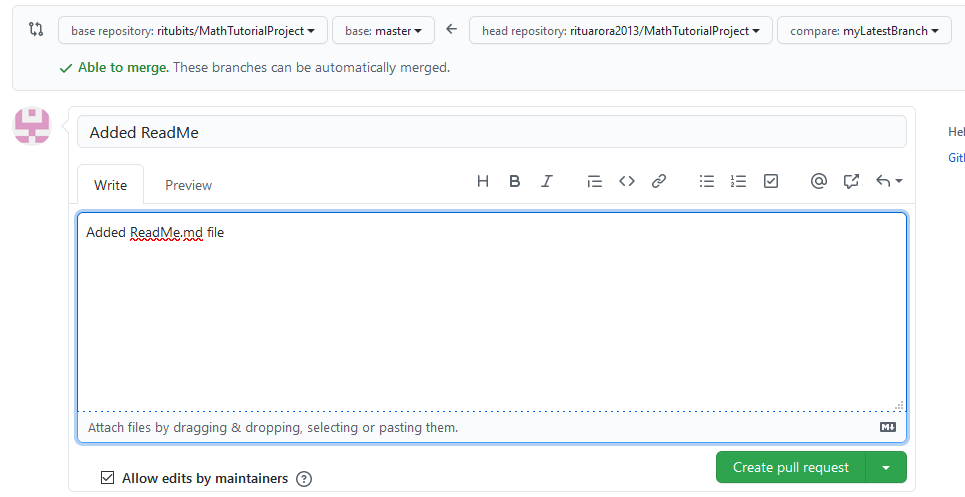 base repository: ritubits/MathTutorialProject base: master head repository: rituarora2013/MathTutorialProject compare: myLatestBranch
Able to merge. These branches can be automatically merged.
Added ReadMe
Write Preview H B I
Added ReadMe.md file
Attach files by dragging & dropping, selecting or pasting them.
Allow edits by maintainers
Create pull request